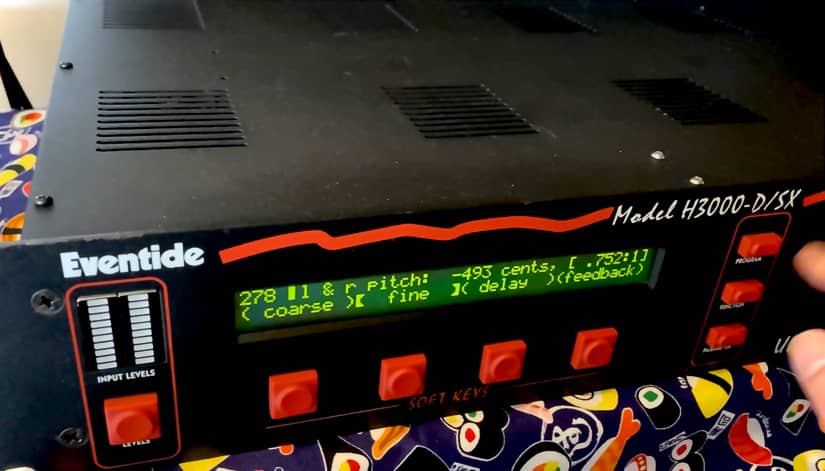 Model H3000-D/SX
Eventide
278 l & r pitch: -493 cents, [ .752:1]
( coarse )[ fine ]( delay )(feedback)
PROGRAM
FUNCTION
INPUT LEVELS
LEVELS
SOFT KEYS